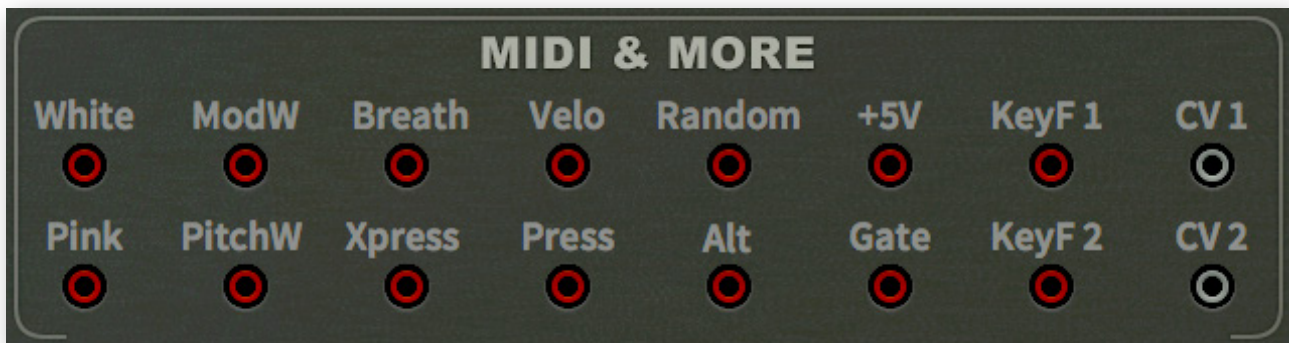 MIDI & MORE
White ModW Breath Velo Random +5V KeyF 1 CV 1
Pink PitchW Xpress Press Alt Gate KeyF 2 CV 2